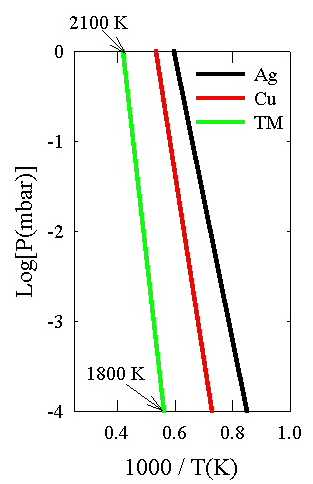 2100 K
0
-1
-2
-3
-4
Log[P(mbar)]
Ag
Cu
TM
1800 K
0.4 0.6 0.8 1.0
1000 / T(K)